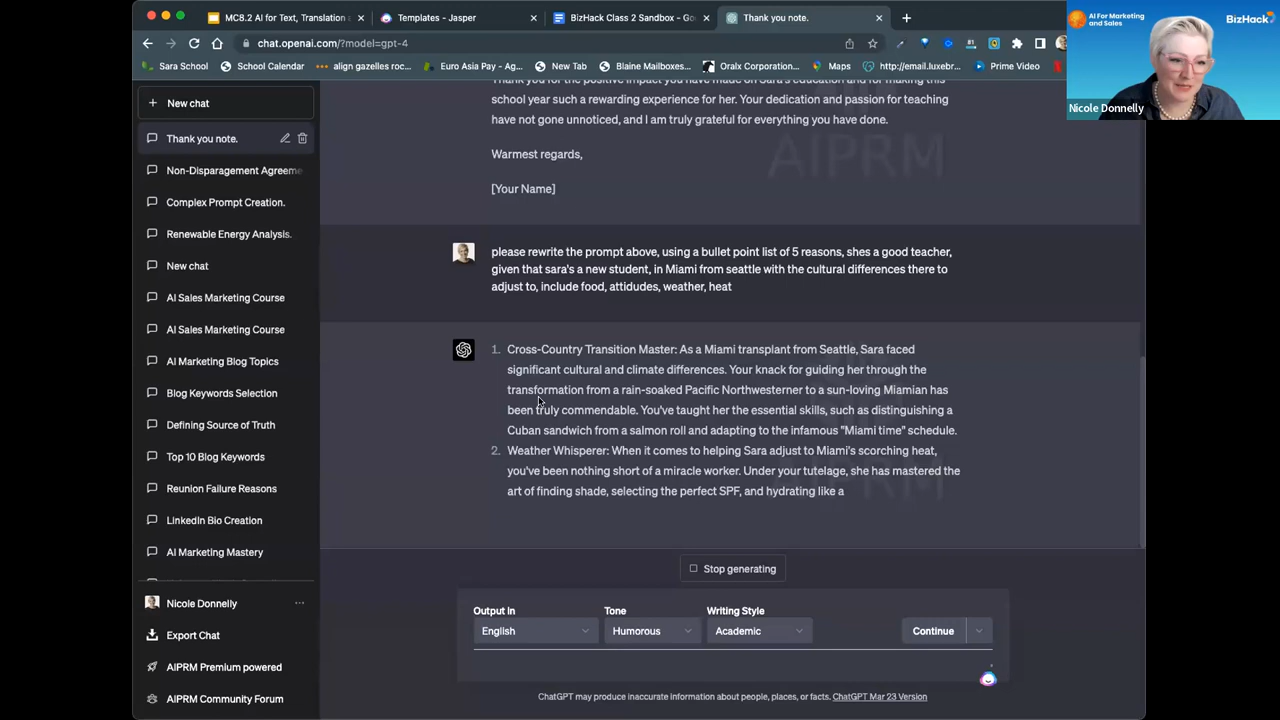 MC8.2 AI for Text, Translation a
Templates - Jasper
BizHack Class 2 Sandbox - Go
Thank you note.
chat.openai.com/?model=gpt-4
Sara School
School Calendar
align gazelles roc...
Euro Asia Pay - Ag...
New Tab
Blaine Mailboxes...
Oralx Corporation...
Maps
http://email.luxebr...
Prime Video
AI For Marketing
and Sales
BizHack
Nicole Donnelly
New chat
Thank you note.
Non-Disparagement Agreeme
Complex Prompt Creation.
Renewable Energy Analysis.
New chat
AI Sales Marketing Course
AI Sales Marketing Course
AI Marketing Blog Topics
Blog Keywords Selection
Defining Source of Truth
Top 10 Blog Keywords
Reunion Failure Reasons
LinkedIn Bio Creation
AI Marketing Mastery
Nicole Donnelly
Export Chat
AIPRM Premium powered
AIPRM Community Forum
Thank you for the positive impact you have made on Sara's education and for making this
school year such a rewarding experience for her. Your dedication and passion for teaching
have not gone unnoticed, and I am truly grateful for everything you have done.
Warmest regards,
[Your Name]
AIPRM
please rewrite the prompt above, using a bullet point list of 5 reasons, shes a good teacher,
given that sara's a new student, in Miami from seattle with the cultural differences there to
adjust to, include food, attidudes, weather, heat
1. Cross-Country Transition Master: As a Miami transplant from Seattle, Sara faced
significant cultural and climate differences. Your knack for guiding her through the
transformation from a rain-soaked Pacific Northwesterner to a sun-loving Miamian has
been truly commendable. You've taught her the essential skills, such as distinguishing a
Cuban sandwich from a salmon roll and adapting to the infamous "Miami time" schedule.
2. Weather Whisperer: When it comes to helping Sara adjust to Miami's scorching heat,
you've been nothing short of a miracle worker. Under your tutelage, she has mastered the
art of finding shade, selecting the perfect SPF, and hydrating like a
AIPRM
Stop generating
Output in
Tone
Writing Style
English
Humorous
Academic
Continue
ChatGPT may produce inaccurate information about people, places, or facts. ChatGPT Mar 23 Version